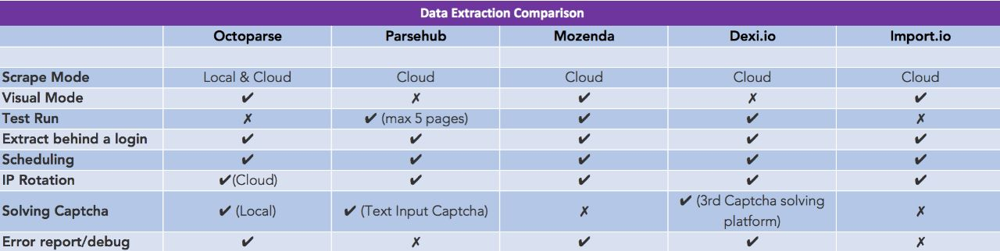 Data Extraction Comparison
Octoparse Parsehub Mozenda Dexi.io Import.io
Scrape Mode Local & Cloud Cloud Cloud Cloud Cloud
Visual Mode ✔ ✗ ✔ ✗ ✔
Test Run ✗ ✔ (max 5 pages) ✔ ✔ ✗
Extract behind a login ✔ ✔ ✔ ✔ ✔
Scheduling ✔ ✔ ✔ ✔ ✔
IP Rotation ✔(Cloud) ✔ ✔ ✔ ✔
Solving Captcha ✔ (Local) ✔ (Text Input Captcha) ✗ ✔ (3rd Captcha solving
platform) ✗
Error report/debug ✔ ✗ ✔ ✔ ✗